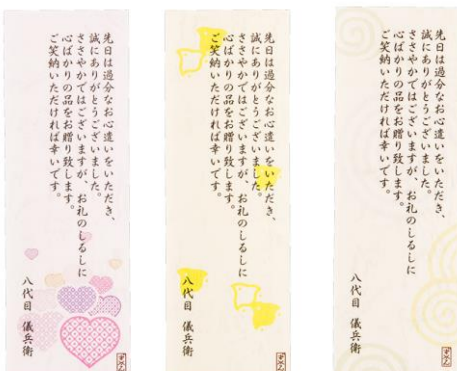 先日は過分なお心遣いをいただき、
誠にありがとうございました。
ささやかではございますが、お礼のしるしに
心ばかりの品をお贈り致します。
ご笑納いただければ幸いです。
八代目 儀兵衛
先日は過分なお心遣いをいただき、
誠にありがとうございました。
ささやかではございますが、お礼のしるしに
心ばかりの品をお贈り致します。
ご笑納いただければ幸いです。
八代目 儀兵衛
先日は過分なお心遣いをいただき、
誠にありがとうございました。
ささやかではございますが、お礼のしるしに
心ばかりの品をお贈り致します。
ご笑納いただければ幸いです。
八代目 儀兵衛